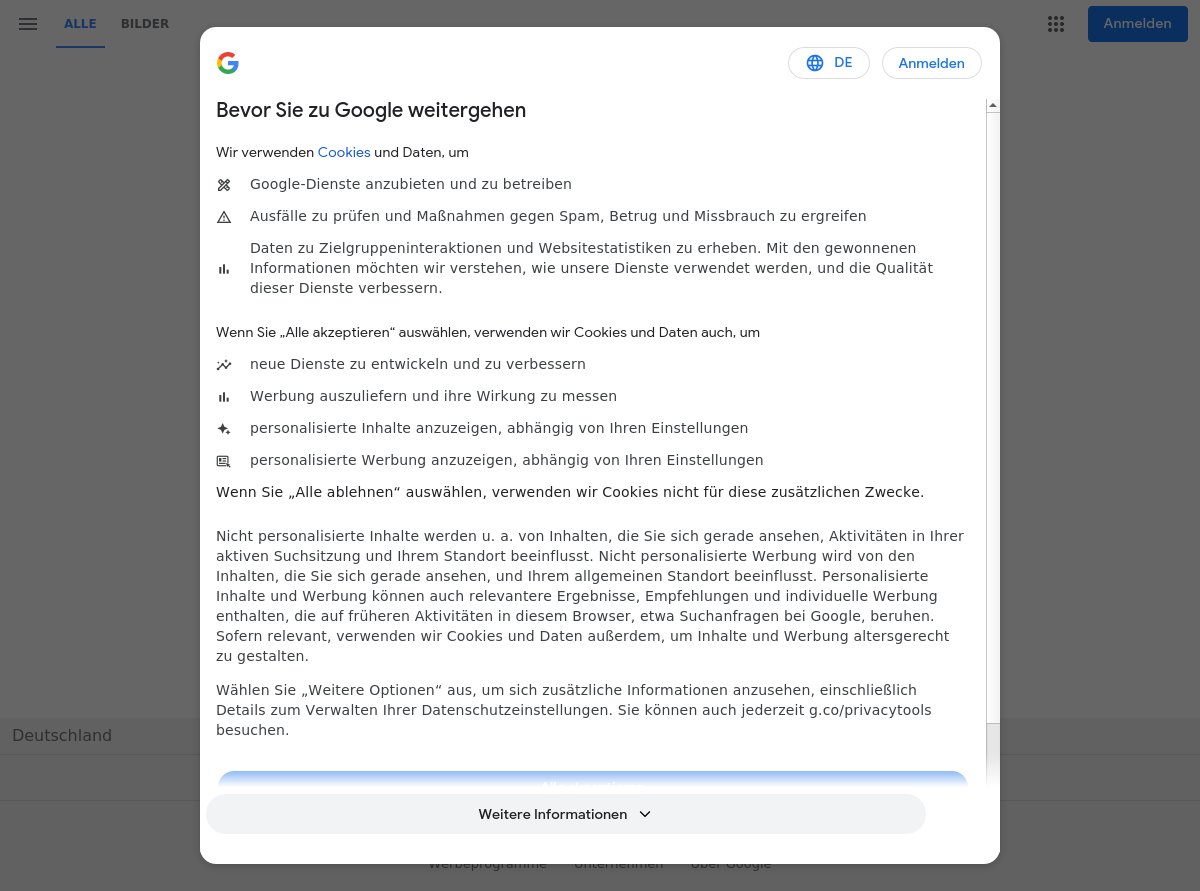 ALLE BILDER Anmelden
DE Anmelden
Bevor Sie zu Google weitergehen
Wir verwenden Cookies und Daten, um
Google-Dienste anzubieten und zu betreiben
Ausfälle zu prüfen und Maßnahmen gegen Spam, Betrug und Missbrauch zu ergreifen
Daten zu Zielgruppeninteraktionen und Websitestatistiken zu erheben. Mit den gewonnenen
Informationen möchten wir verstehen, wie unsere Dienste verwendet werden, und die Qualität
dieser Dienste verbessern.
Wenn Sie „Alle akzeptieren“ auswählen, verwenden wir Cookies und Daten auch, um
neue Dienste zu entwickeln und zu verbessern
Werbung auszuliefern und ihre Wirkung zu messen
personalisierte Inhalte anzuzeigen, abhängig von Ihren Einstellungen
personalisierte Werbung anzuzeigen, abhängig von Ihren Einstellungen
Wenn Sie „Alle ablehnen“ auswählen, verwenden wir Cookies nicht für diese zusätzlichen Zwecke.
Nicht personalisierte Inhalte werden u. a. von Inhalten, die Sie sich gerade ansehen, Aktivitäten in Ihrer
aktiven Suchsitzung und Ihrem Standort beeinflusst. Nicht personalisierte Werbung wird von den
Inhalten, die Sie sich gerade ansehen, und Ihrem allgemeinen Standort beeinflusst. Personalisierte
Inhalte und Werbung können auch relevantere Ergebnisse, Empfehlungen und individuelle Werbung
enthalten, die auf früheren Aktivitäten in diesem Browser, etwa Suchanfragen bei Google, beruhen.
Sofern relevant, verwenden wir Cookies und Daten außerdem, um Inhalte und Werbung altersgerecht
zu gestalten.
Wählen Sie „Weitere Optionen“ aus, um sich zusätzliche Informationen anzusehen, einschließlich
Details zum Verwalten Ihrer Datenschutzeinstellungen. Sie können auch jederzeit g.co/privacytools
besuchen.
Deutschland
Weitere Informationen
Werbeprogramme Unternehmen Über Google